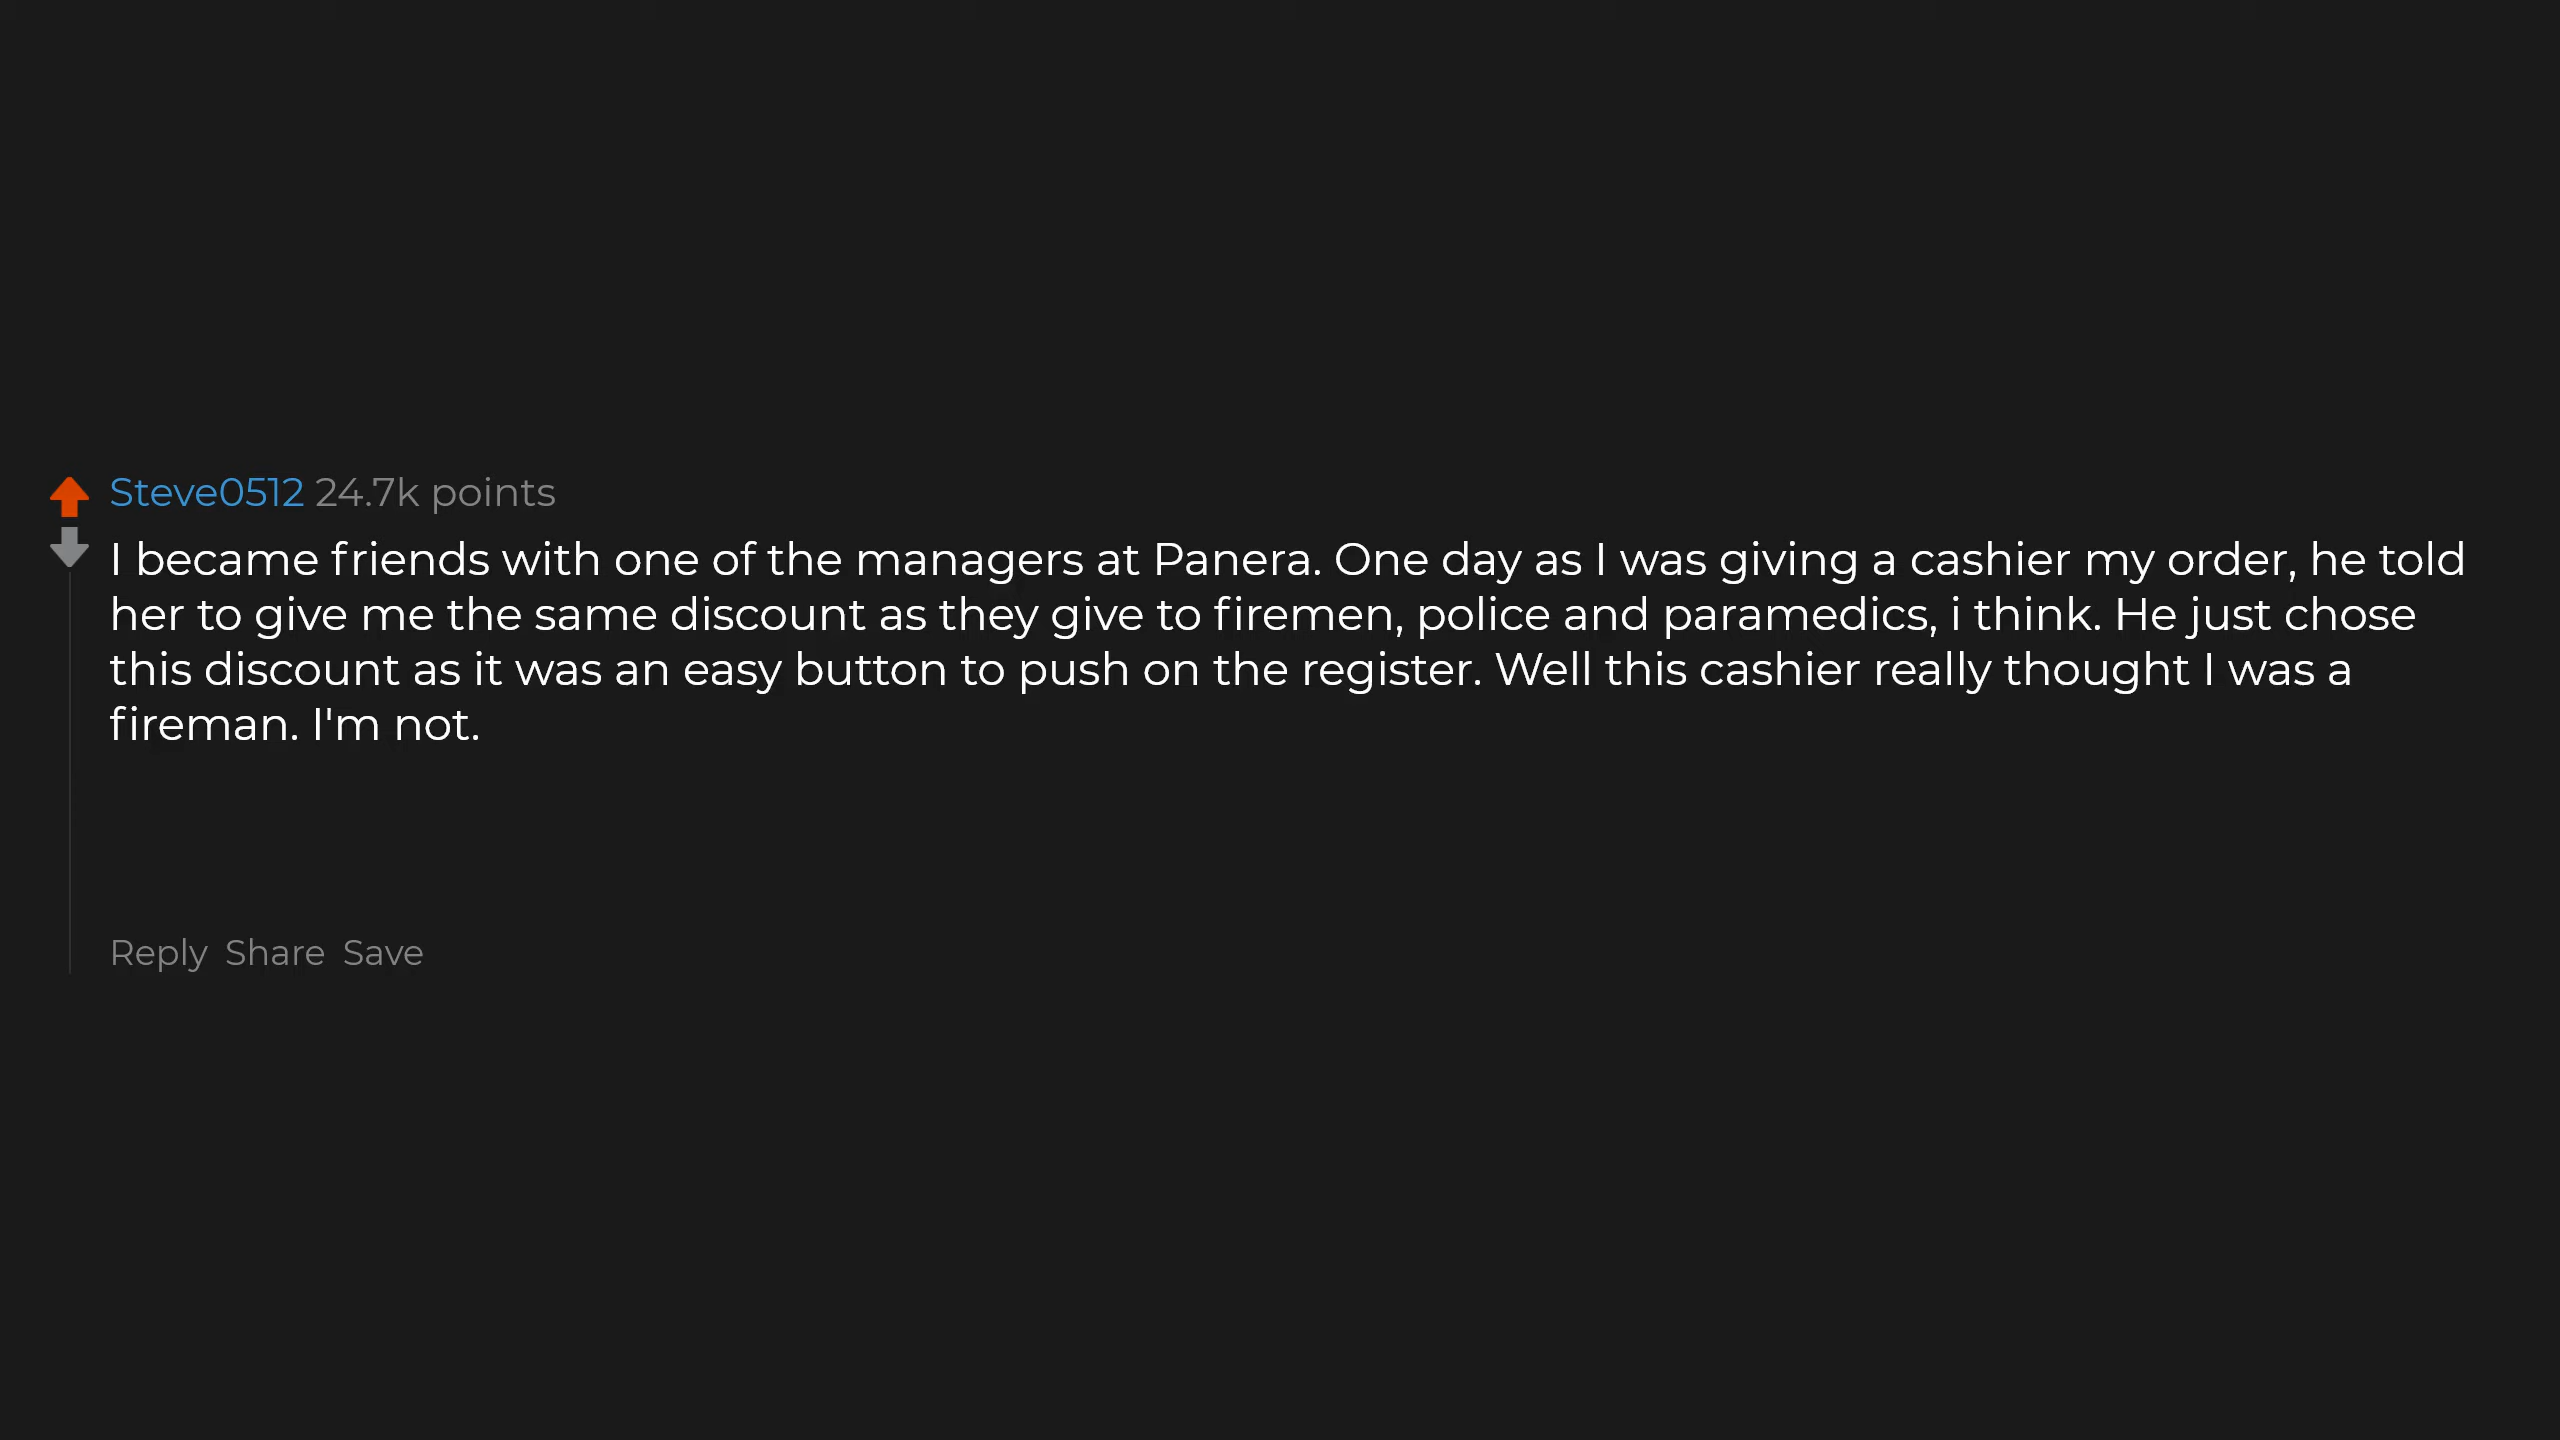 Steve0512 24.7k points
I became friends with one of the managers at Panera. One day as I was giving a cashier my order, he told
her to give me the same discount as they give to firemen, police and paramedics, i think. He just chose
this discount as it was an easy button to push on the register. Well this cashier really thought I was a
fireman. I'm not.
Reply Share Save